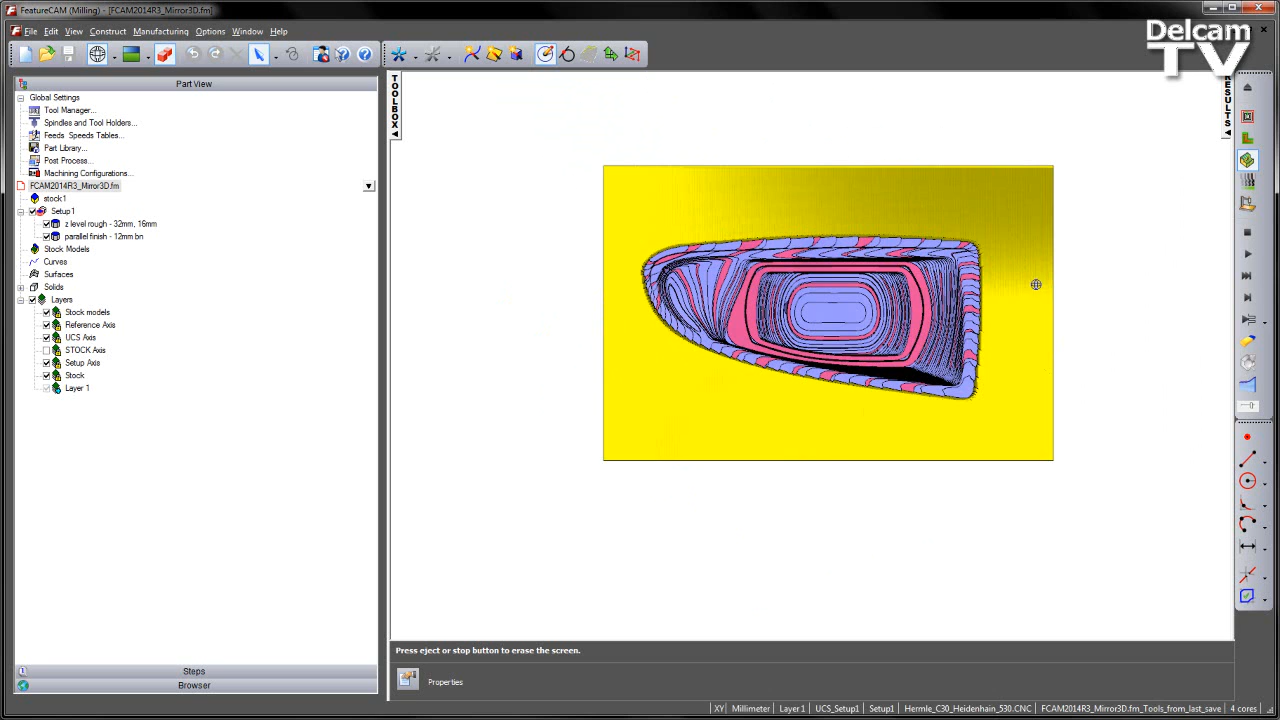 FeatureCAM (Milling) - [FCAM2014R3_Mirror3D.fm]
File Edit View Construct Manufacturing Options Window Help
Delcam
TV
Part View
TOOLBOX
RESULTS
Global Settings
Tool Manager...
Spindles and Tool Holders...
Feeds Speeds Tables...
Part Library...
Post Process...
Machining Configurations...
FCAM2014R3_Mirror3D.fm
stock1
Setup1
z level rough - 32mm, 16mm
parallel finish - 12mm bn
Stock Models
Curves
Surfaces
Solids
Layers
Stock models
Reference Axis
UCS Axis
STOCK Axis
Setup Axis
Stock
Layer 1
Steps
Browser
Press eject or stop button to erase the screen.
Properties
XY Millimeter Layer1 UCS_Setup1 Setup1 Hermle_C30_Heidenhain_530.CNC FCAM2014R3_Mirror3D.fm_Tools_from_last_save 4 cores